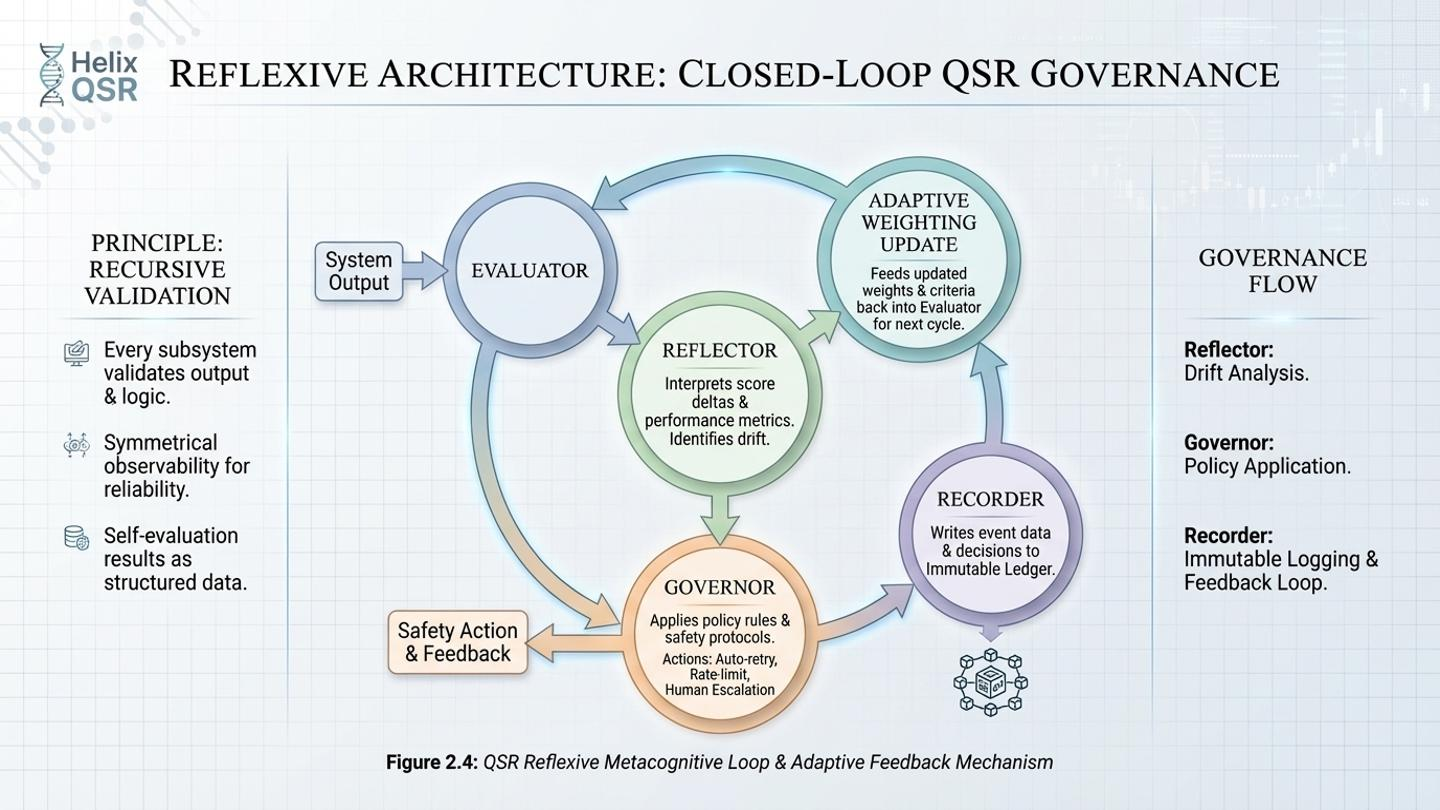 Helix
QSR
REFLEXIVE ARCHITECTURE: CLOSED-LOOP QSR GOVERNANCE
PRINCIPLE:
RECURSIVE
VALIDATION
Every subsystem
validates output
& logic.
Symmetrical
observability for
reliability.
Self-evaluation
results as
structured data.
System
Output
EVALUATOR
ADAPTIVE
WEIGHTING
UPDATE
Feeds updated
weights & criteria
back into Evaluator
for next cycle.
REFLECTOR
Interprets score
deltas &
performance metrics.
Identifies drift.
RECORDER
Writes event data
& decisions to
Immutable Ledger.
GOVERNOR
Applies policy rules &
safety protocols.
Actions: Auto-retry,
Rate-limit,
Human Escalation
Safety Action
& Feedback
GOVERNANCE
FLOW
Reflector:
Drift Analysis.
Governor:
Policy Application.
Recorder:
Immutable Logging &
Feedback Loop.
Figure 2.4: QSR Reflexive Metacognitive Loop & Adaptive Feedback Mechanism